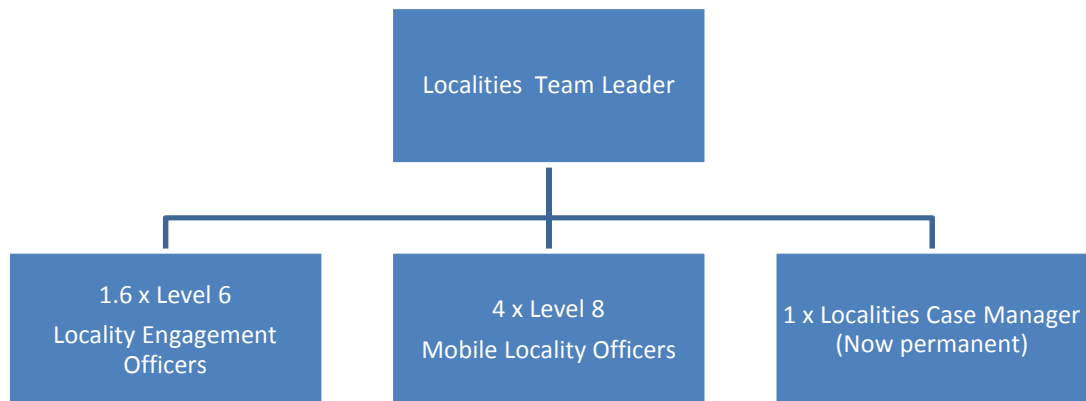 Localities  Team Leader
1.6 x Level 6
Locality Engagement
Officers
4 x Level 8
Mobile Locality Officers
1 x Localities Case Manager
(Now permanent)